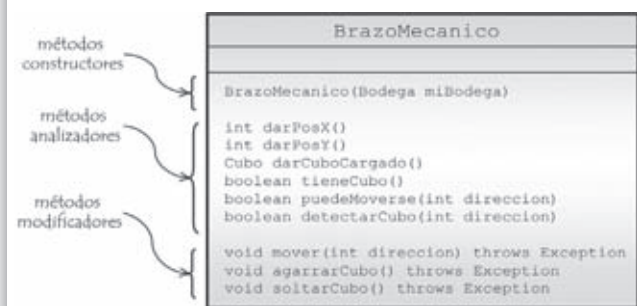 BrazoMecanico
métodos
constructores
BrazoMecanico(Bodega miBodega)
métodos
analizadores
int darPosX()
int darPosY()
Cubo darCuboCargado()
boolean tieneCubo()
boolean puedeMoverse(int direccion)
boolean detectarCubo(int direccion)
métodos
modificadores
void mover(int direccion) throws Exception
void agarrarCubo() throws Exception
void soltarCubo() throws Exception